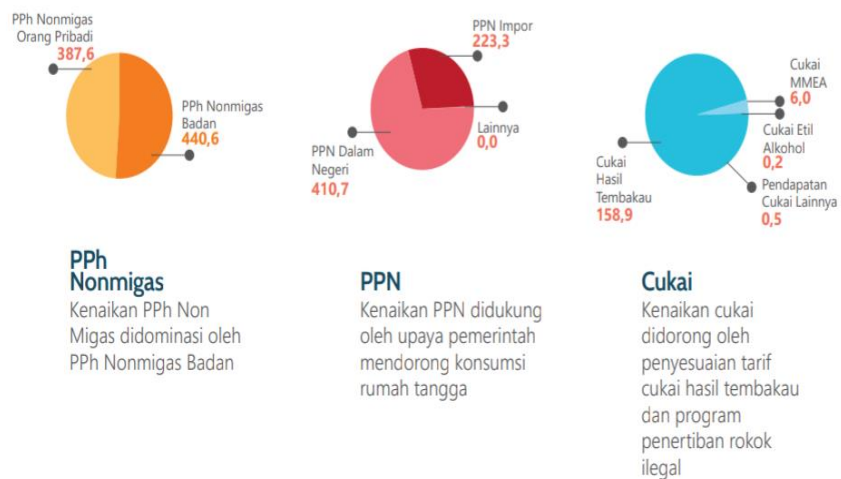 PPh Nonmigas
Orang Pribadi
387,6
PPh Nonmigas
Badan
440,6
PPN Impor
223,3
Lainnya
0,0
PPN Dalam
Negeri
410,7
Cukai
MMEA
6,0
Cukai Etil
Alkohol
0,2
Pendapatan
Cukai Lainnya
0,5
Cukai
Hasil
Tembakau
158,9
PPh
Nonmigas
Kenaikan PPh Non
Migas didominasi oleh
PPh Nonmigas Badan
PPN
Kenaikan PPN didukung
oleh upaya pemerintah
mendorong konsumsi
rumah tangga
Cukai
Kenaikan cukai
didorong oleh
penyesuaian tarif
cukai hasil tembakau
dan program
penertiban rokok
ilegal